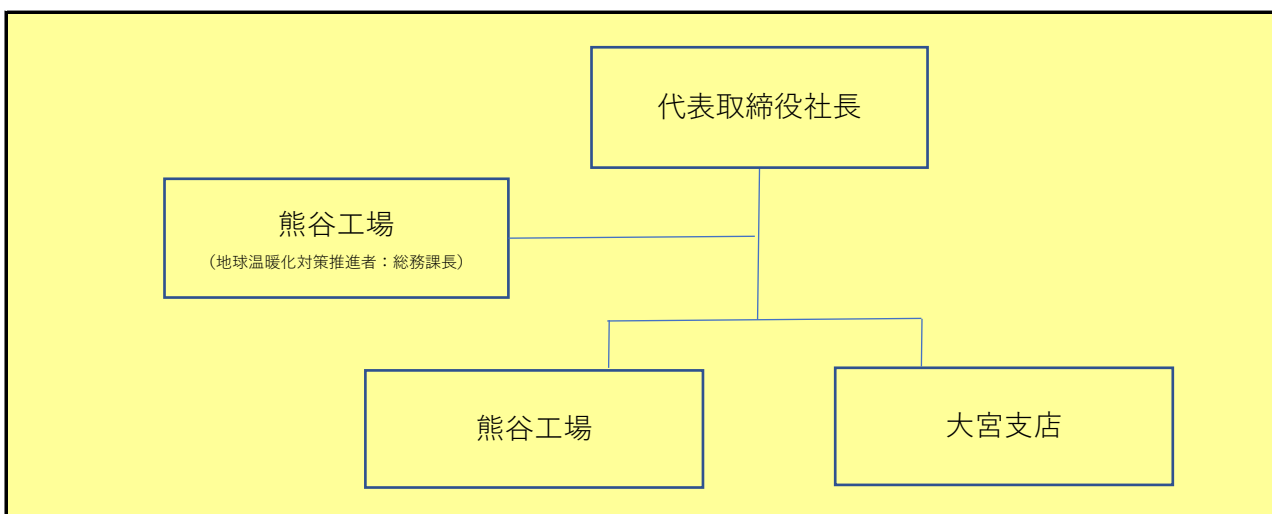 代表取締役社長
熊谷工場
（地球温暖化対策推進者：総務課長）
熊谷工場
大宮支店